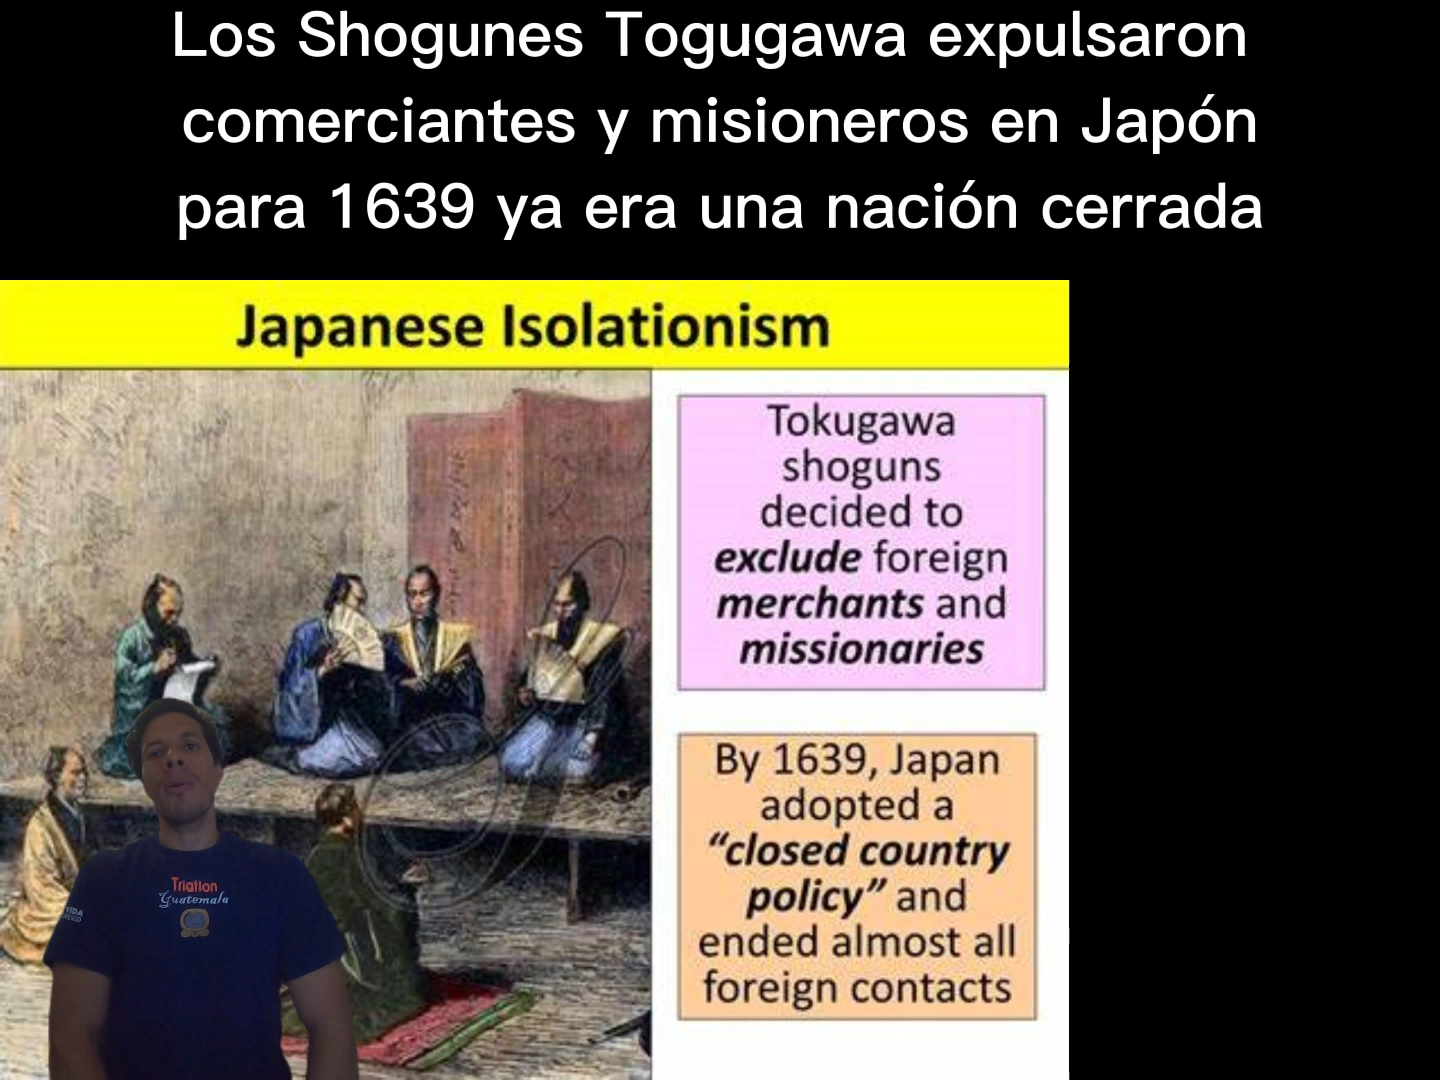 Los Shogunes Togugawa expulsaron
comerciantes y misioneros en Japón
para 1639 ya era una nación cerrada
Japanese Isolationism
Tokugawa
shoguns
decided to
exclude foreign
merchants and
missionaries
By 1639, Japan
adopted a
“closed country
policy” and
ended almost all
foreign contacts
Triatlon
Guatemala